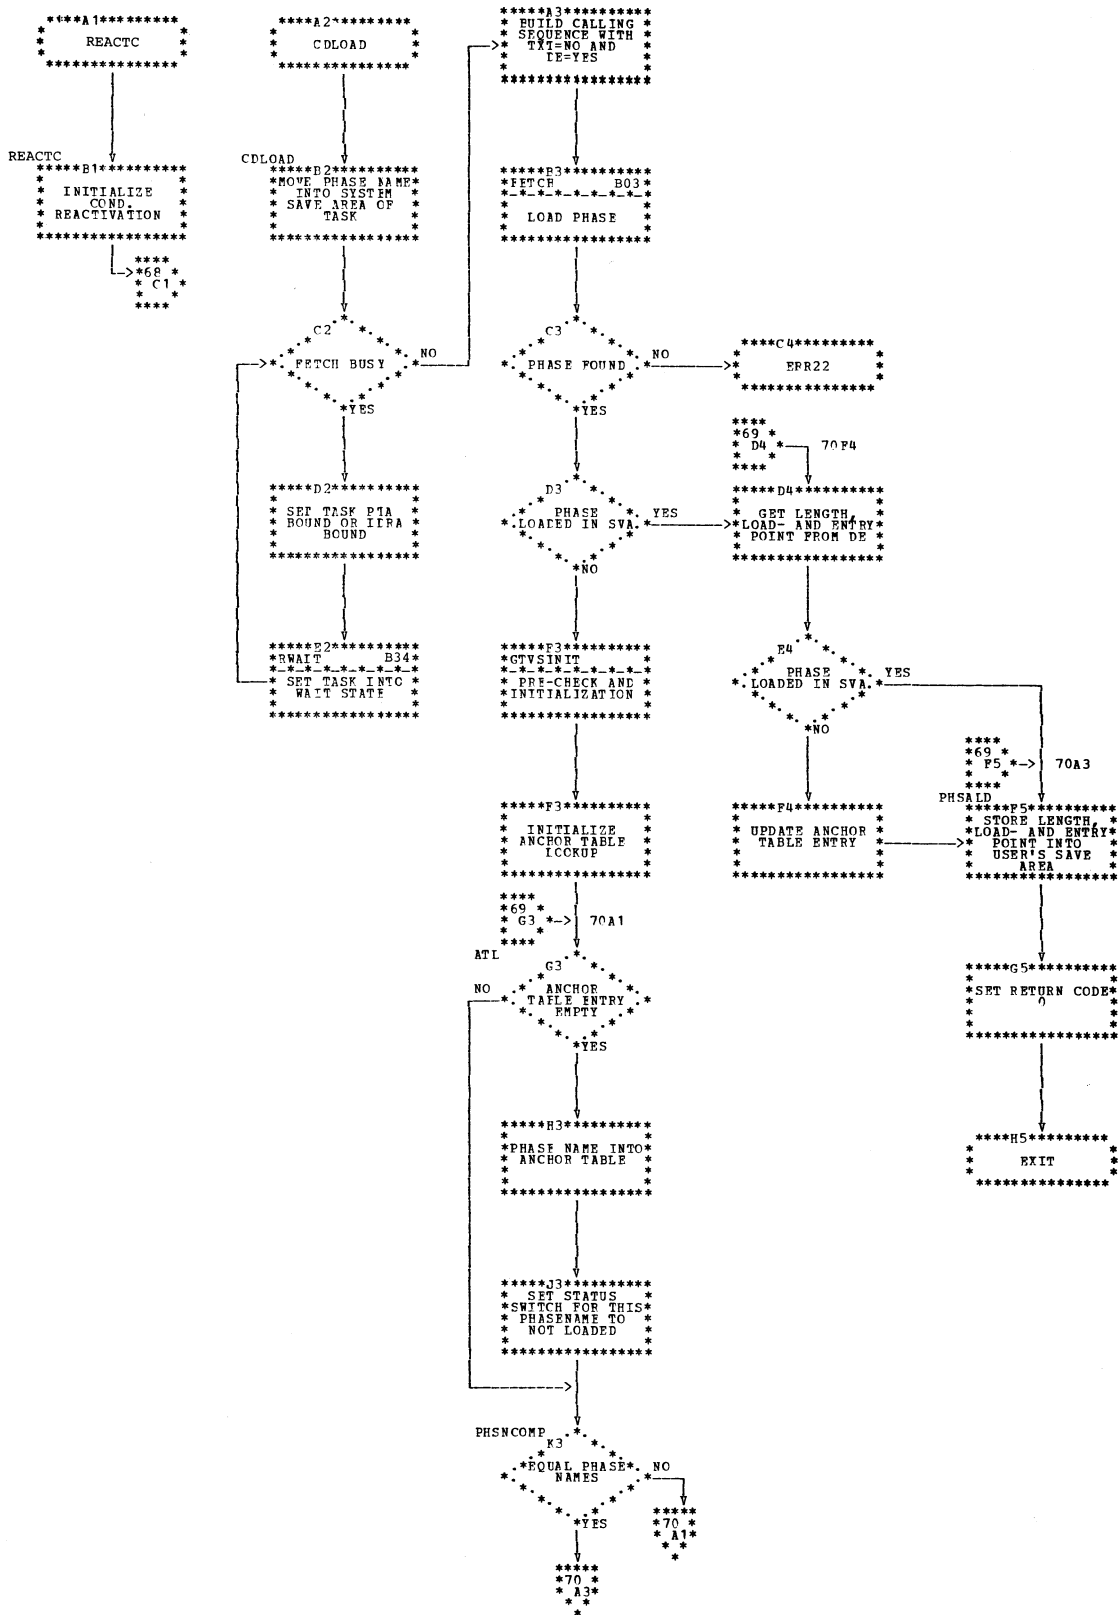 A1
REACTC
REACTC
B1
INITIALIZE
COND.
REACTIVATION
68
C1
A2
CDLOAD
CDLOAD
B2
MOVE PHASE NAME
INTO SYSTEM
SAVE AREA OF
TASK
C2
FETCH BUSY
NO
YES
D2
SET TASK PTA
BOUND OR
BOUND
E2
RWAIT B34
SET TASK INTO
WAIT STATE
A3
BUILD CALLING
SEQUENCE WITH
TXT=NO AND
DE=YES
B3
FETCH B03
LOAD PHASE
C3
PHASE FOUND
NO
YES
C4
ERR22
D3
PHASE
LOADED IN SVA
YES
NO
69
D4
70F4
D4
GET LENGTH,
LOAD- AND ENTRY
POINT FROM DE
E3
GTVSINIT
PRE-CHECK AND
INITIALIZATION
E4
PHASE
LOADED IN SVA
YES
NO
F3
INITIALIZE
ANCHOR TABLE
LOOKUP
F4
UPDATE ANCHOR
TABLE ENTRY
69
F5
70A3
PHSALD
F5
STORE LENGTH,
LOAD- AND ENTRY
POINT INTO
USER'S SAVE
AREA
69
G3
70A1
ATL
G3
ANCHOR
TABLE ENTRY
EMPTY
NO
YES
G5
SET RETURN CODE
0
H3
PHASE NAME INTO
ANCHOR TABLE
H5
EXIT
J3
SET STATUS
SWITCH FOR THIS
PHASENAME TO
NOT LOADED
PHSNCOMP
K3
EQUAL PHASE
NAMES
NO
YES
70
A1
70
A3